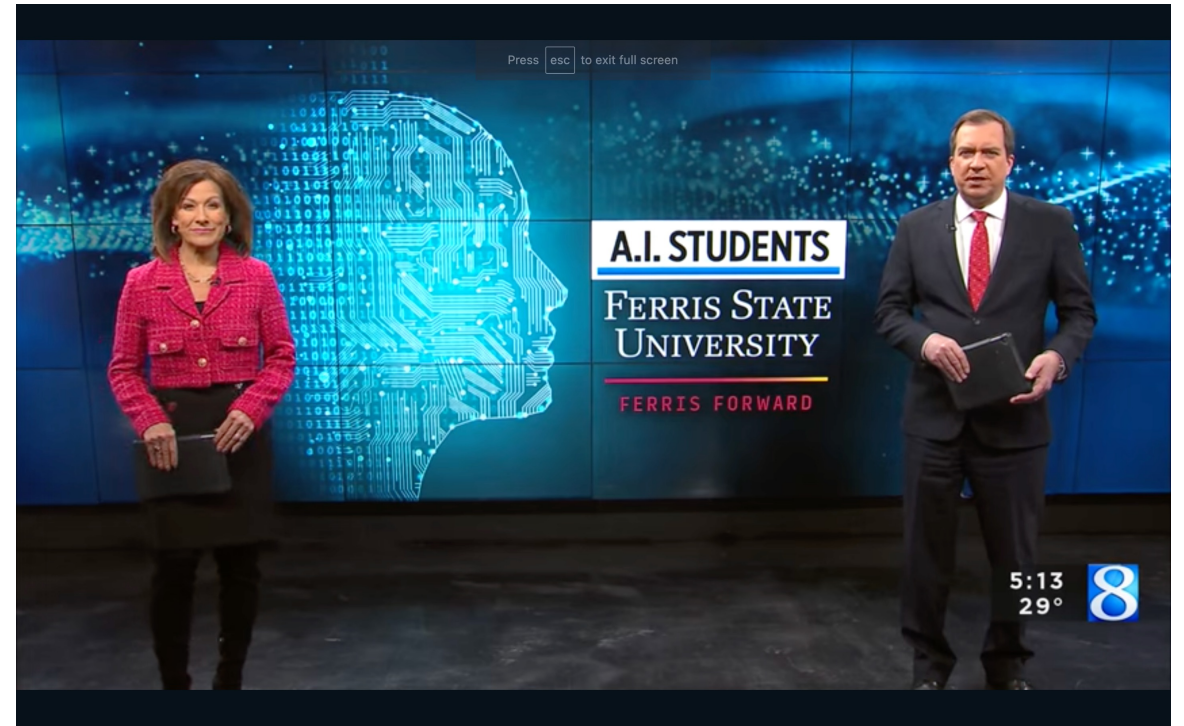 Press esc to exit full screen
A.I. STUDENTS
FERRIS STATE
UNIVERSITY
FERRIS FORWARD
5:13
29°
8